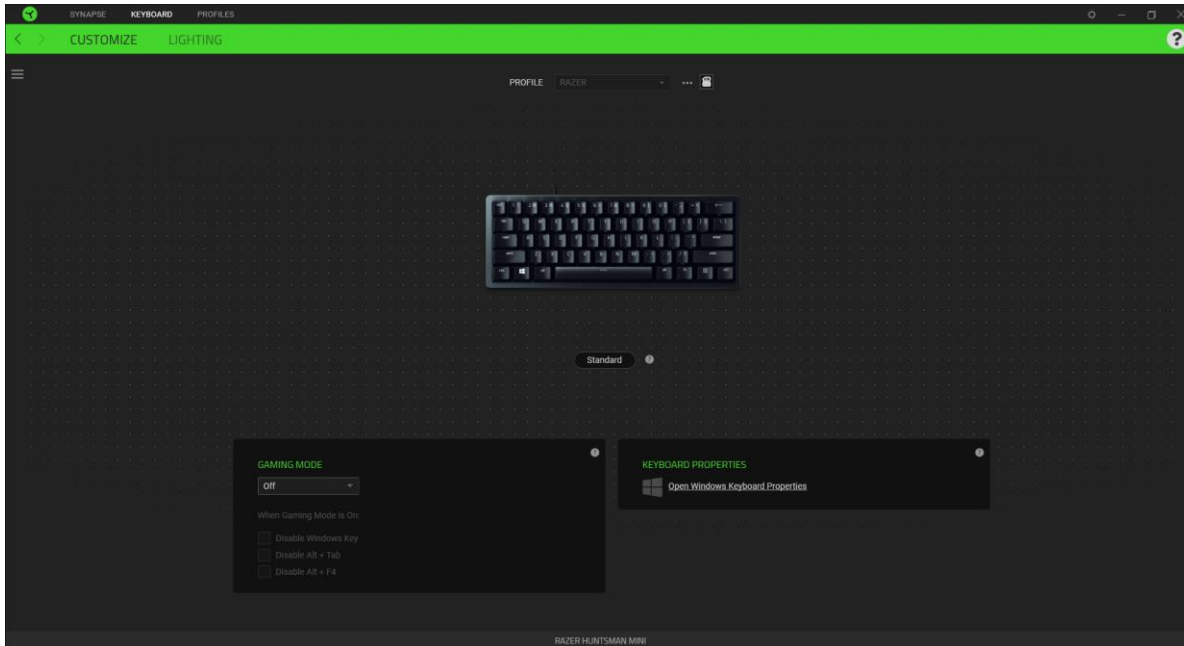 SYNAPSE KEYBOARD PROFILES
CUSTOMIZE LIGHTING
?
PROFILE RAZER
Standard ?
GAMING MODE ?
Off
When Gaming Mode is On:
Disable Windows Key
Disable Alt + Tab
Disable Alt + F4
KEYBOARD PROPERTIES ?
Open Windows Keyboard Properties
RAZER HUNTSMAN MINI